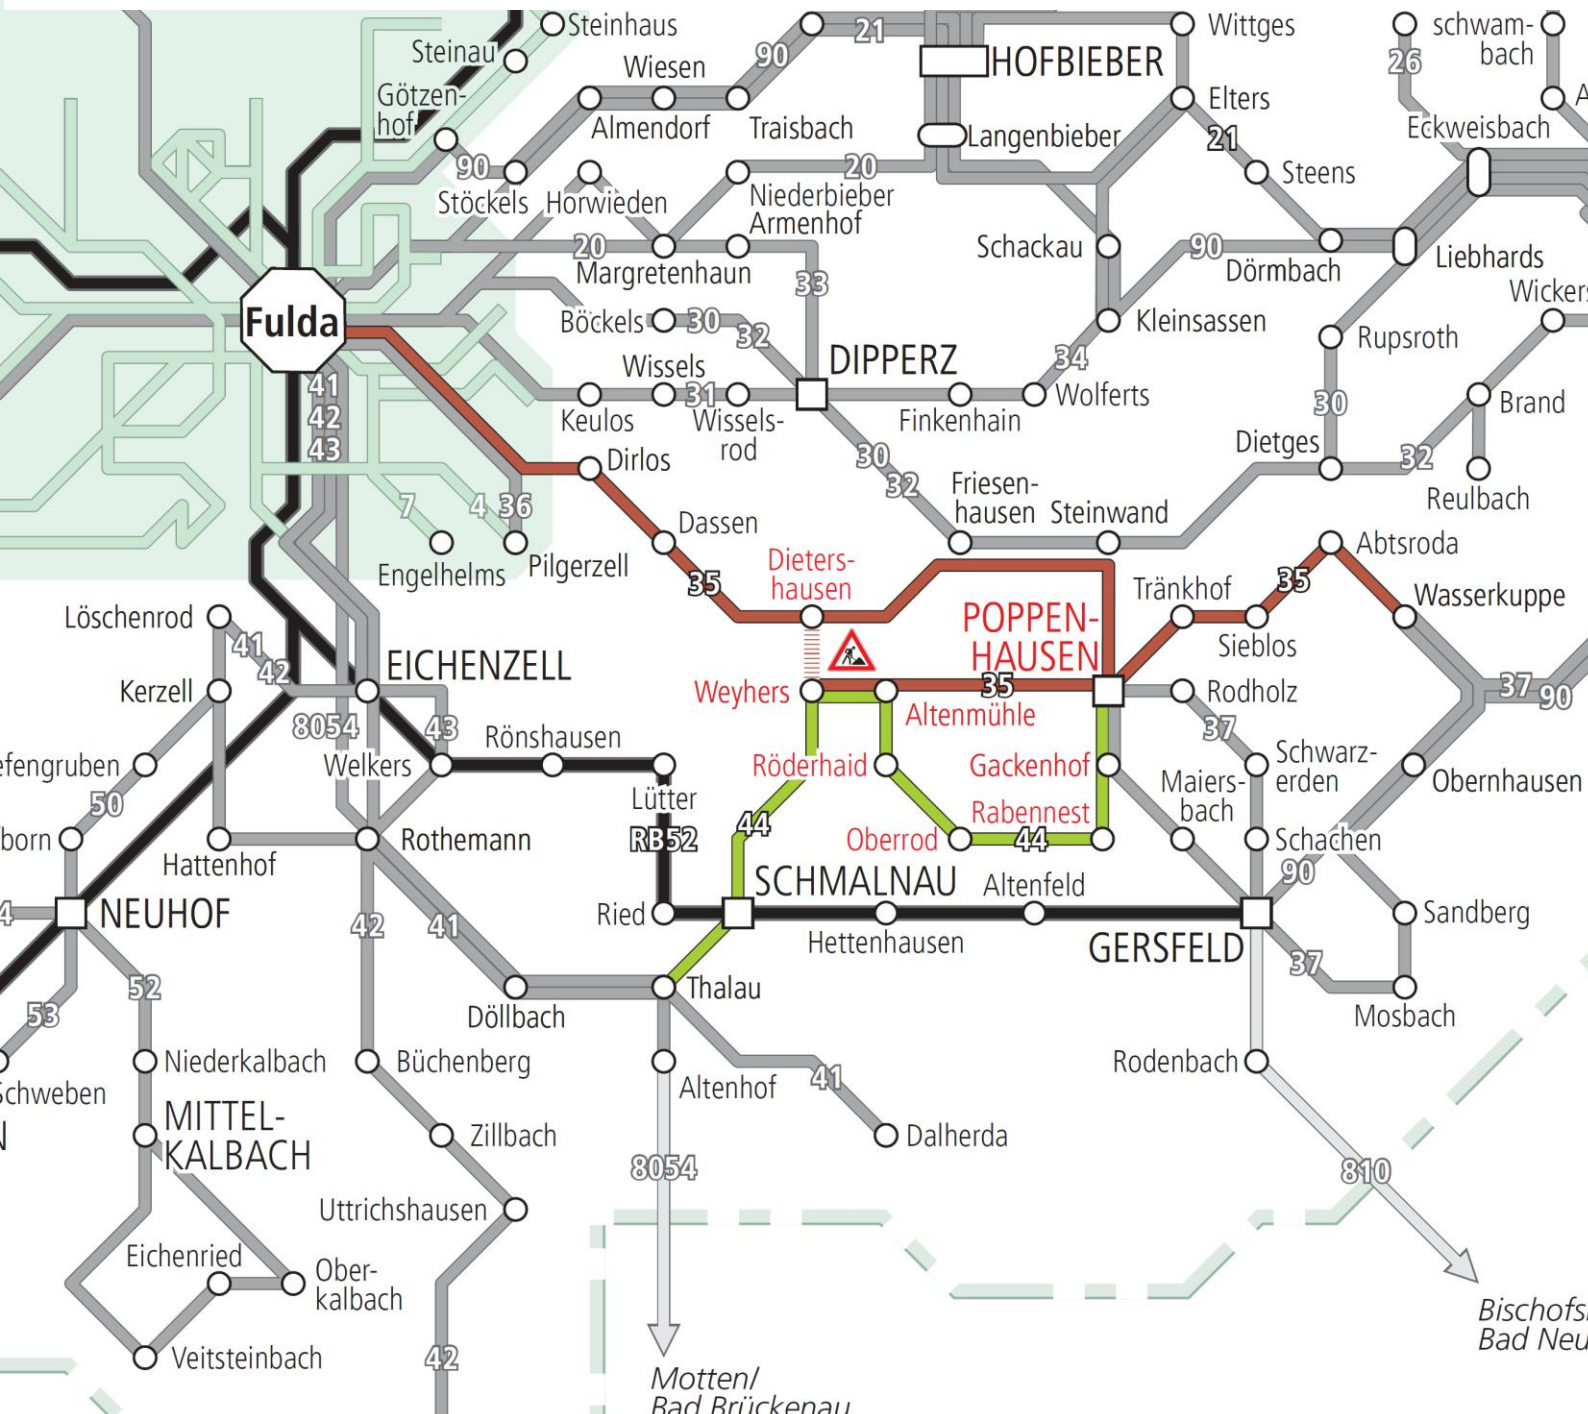 Steinhaus
21
Wittges
schwam-
bach
Steinau
90
HOFBIEBER
26
Wiesen
Götzen-
hof
Elters
Almendorf
Traisbach
Langenbieber
21
Eckweisbach
90
20
Steens
Stöckels
Horwieden
Niederbieber
Armenhof
20
Schackau
90
Margretenhaun
Dörmbach
Liebhards
33
Fulda
Böckels
30
32
Kleinsassen
Rupsroth
DIPPERZ
34
Wissels
41
42
43
31
Wolferts
Keulos
Wissels-
rod
Finkenhain
30
Brand
Dietges
32
Dirlos
30
32
Reulbach
Friesen-
hausen
Steinwand
7
4
36
Dassen
Abtsroda
Engelhelms
Pilgerzell
Dieters-
hausen
35
Tränkhof
35
Wasserkuppe
Löschenrod
POPPEN-
HAUSEN
Sieblos
41
42
EICHENZELL
Kerzell
Weyhers
35
Rodholz
37
90
Altenmühle
8054
43
37
Rönshausen
Welkers
Röderhaid
Gackenhof
Schwarz-
erden
Obernhausen
Maiers-
bach
50
Lütter
Rabennest
44
RB52
Oberrod
44
Schachen
Rothemann
Hattenhof
90
SCHMALNAU
Altenfeld
NEUHOF
42
41
Ried
Sandberg
Hettenhausen
GERSFELD
37
52
Thalau
53
Döllbach
Mosbach
Niederkalbach
Büchenberg
Rodenbach
Altenhof
41
Schweben
MITTEL-
KALBACH
Zillbach
Dalherda
8054
810
Uttrichshausen
Eichenried
Ober-
kalbach
Veitsteinbach
42
Motten/
Bad Brückenau
Bad Neu